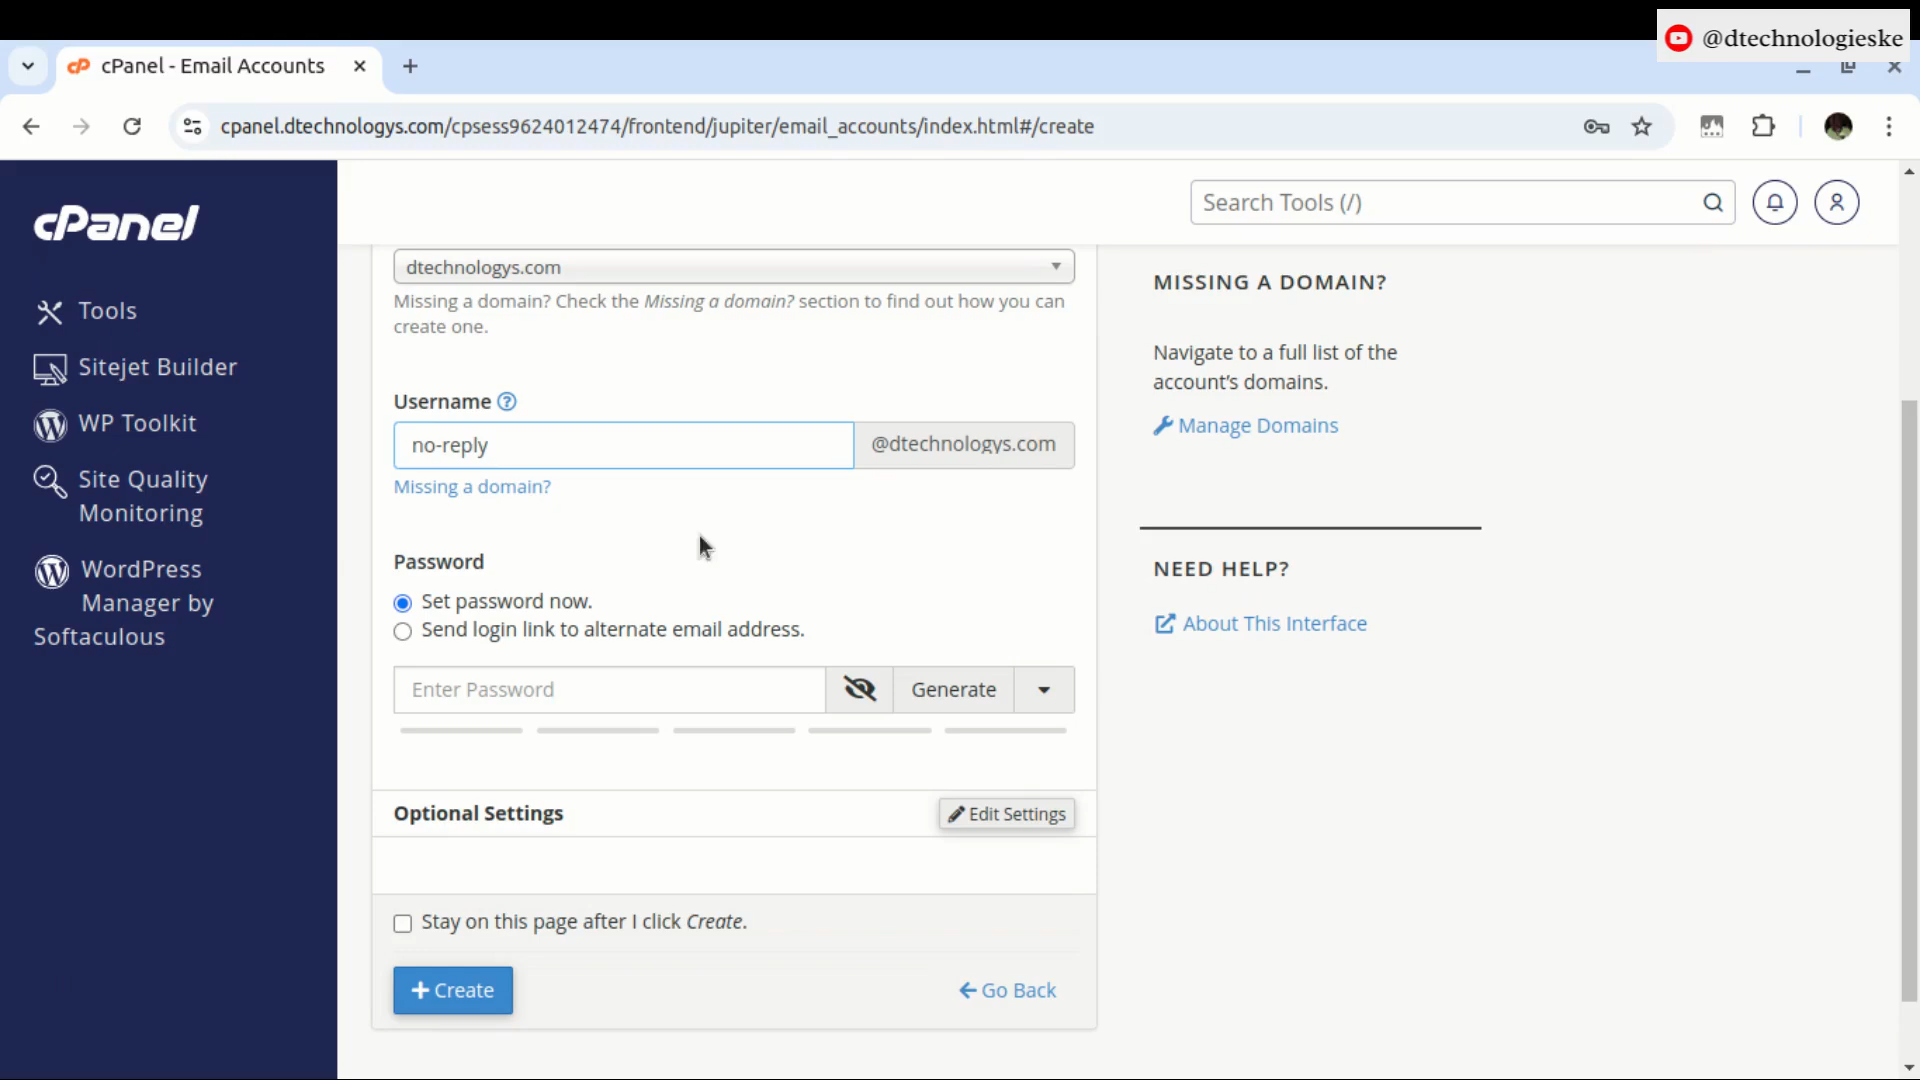 @dtechnologieske
cPanel - Email Accounts
cpanel.dtechnologys.com/cpsess9624012474/frontend/jupiter/email_accounts/index.html#/create
cPanel
Search Tools (/)
Tools
Sitejet Builder
WP Toolkit
Site Quality
Monitoring
WordPress
Manager by
Softaculous
dtechnologys.com
Missing a domain? Check the Missing a domain? section to find out how you can
create one.
Username
no-reply
@dtechnologys.com
Missing a domain?
Password
Set password now.
Send login link to alternate email address.
Enter Password
Generate
Optional Settings
Edit Settings
Stay on this page after I click Create.
Create
Go Back
MISSING A DOMAIN?
Navigate to a full list of the
account's domains.
Manage Domains
NEED HELP?
About This Interface